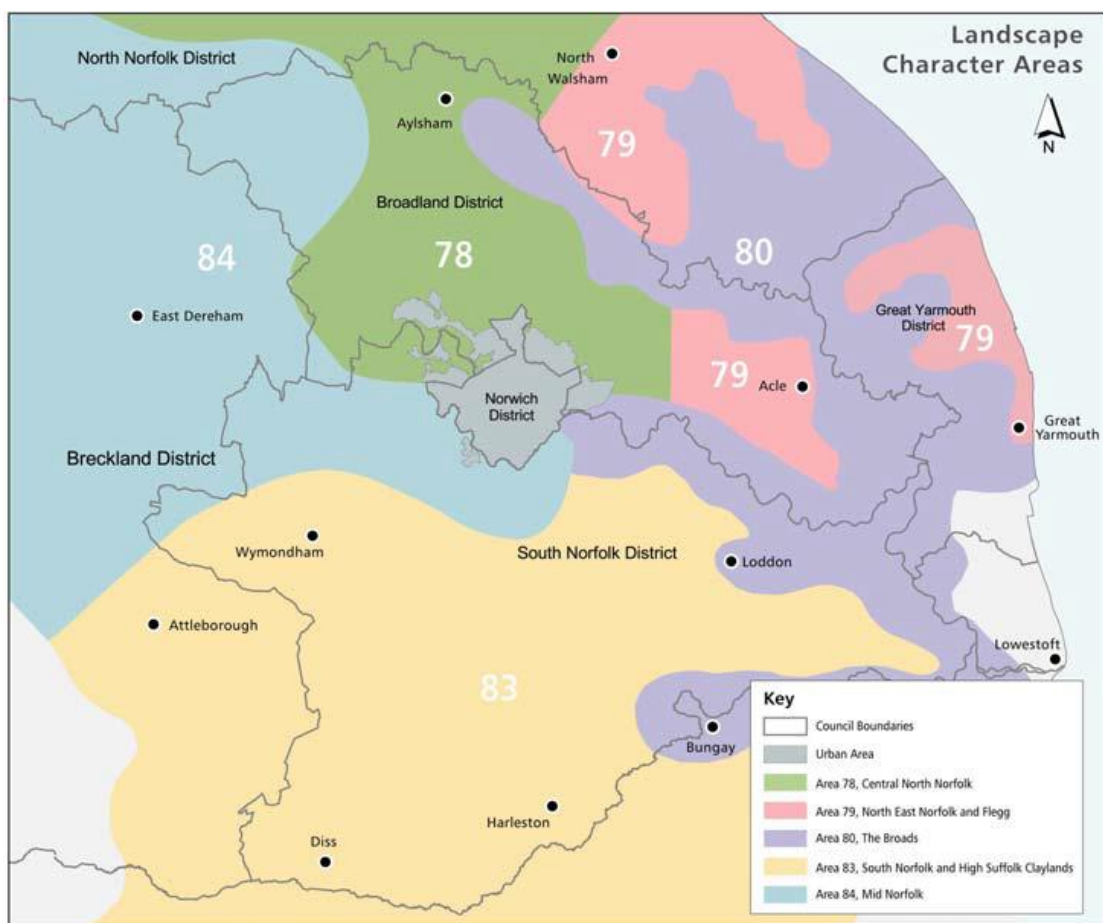 Landscape
Character Areas
N
North Norfolk District
North
Walsham
Aylsham
79
Broadland District
84
78
80
East Dereham
Great Yarmouth
District
79
79
Acle
Norwich
District
Great
Yarmouth
Breckland District
Wymondham
South Norfolk District
Loddon
Attleborough
Lowestoft
83
Bungay
Harleston
Diss
Key
Council Boundaries
Urban Area
Area 78, Central North Norfolk
Area 79, North East Norfolk and Flegg
Area 80, The Broads
Area 83, South Norfolk and High Suffolk Claylands
Area 84, Mid Norfolk